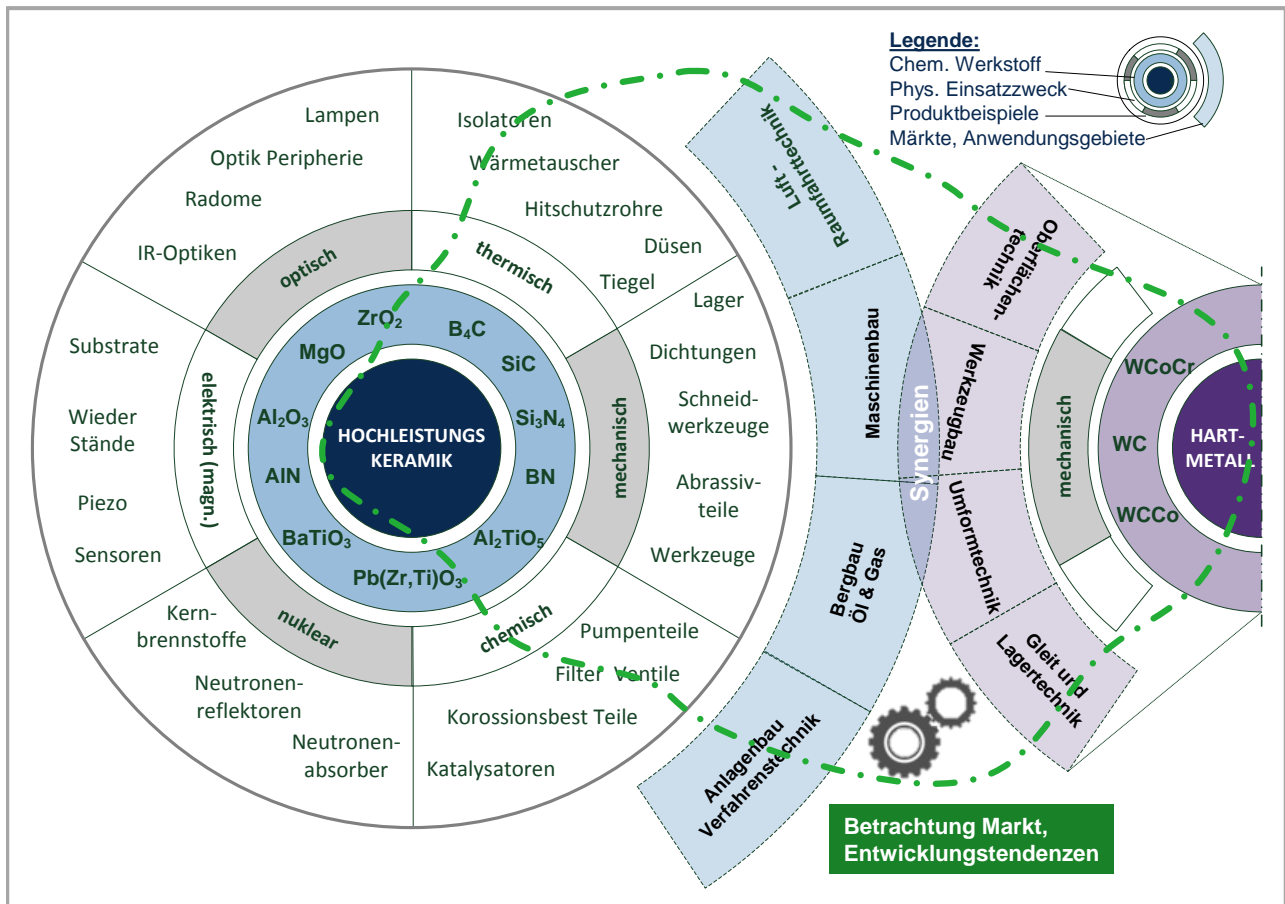 Legende:
Chem. Werkstoff
Phys. Einsatzzweck
Produktbeispiele
Märkte, Anwendungsgebiete
Lampen
Optik Peripherie
Radome
IR-Optiken
optisch
Isolatoren
Wärmetauscher
Hitschutzrohre
Düsen
Tiegel
thermisch
Lager
Dichtungen
Schneid-
werkzeuge
Abrassiv-
teile
Werkzeuge
mechanisch
Pumpenteile
Filter Ventile
Korossionsbest Teile
Katalysatoren
chemisch
Kern-
brennstoffe
Neutronen-
reflektoren
Neutronen-
absorber
nuklear
Substrate
Wieder
Stände
Piezo
Sensoren
elektrisch (magn.)
ZrO₂
B₄C
MgO
SiC
Al₂O₃
Si₃N₄
AlN
BN
BaTiO₃
Al₂TiO₅
Pb(Zr,Ti)O₃
HOCHLEISTUNGS
KERAMIK
Luft -
Raumfahrttechnik
Maschinenbau
Bergbau
Öl & Gas
Anlagenbau
Verfahrenstechnik
Synergien
Oberflächen-
technik
Werkzeugbau
Umformtechnik
Gleit und
Lagertechnik
mechanisch
WCoCr
WC
WCCo
HART-
METALL
Betrachtung Markt,
Entwicklungstendenzen